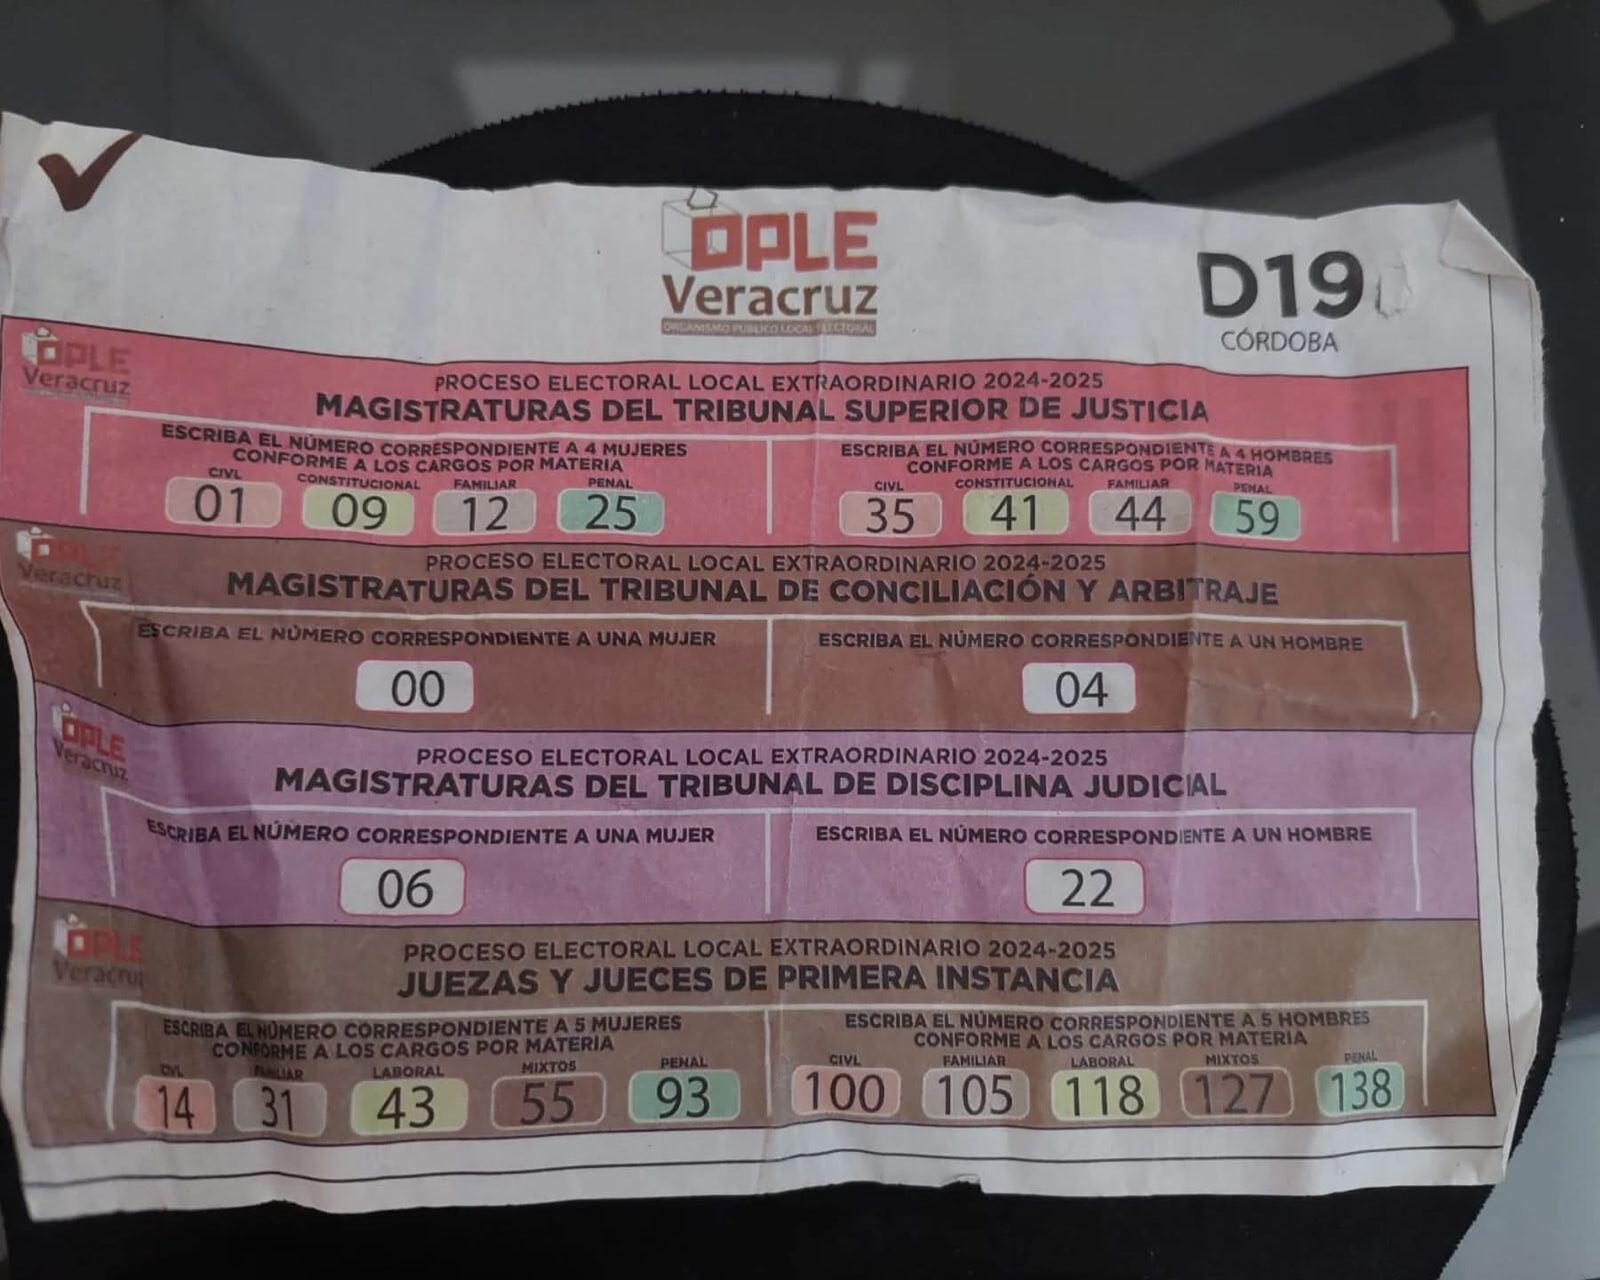 OPLE
Veracruz
ORGANISMO PÚBLICO LOCAL ELECTORAL
D19
CÓRDOBA
OPLE
Veracruz
PROCESO ELECTORAL LOCAL EXTRAORDINARIO 2024-2025
MAGISTRATURAS DEL TRIBUNAL SUPERIOR DE JUSTICIA
ESCRIBA EL NÚMERO CORRESPONDIENTE A 4 MUJERES
CONFORME A LOS CARGOS POR MATERIA
CIVL CONSTITUCIONAL FAMILIAR PENAL
01 09 12 25
ESCRIBA EL NÚMERO CORRESPONDIENTE A 4 HOMBRES
CONFORME A LOS CARGOS POR MATERIA
CIVL CONSTITUCIONAL FAMILIAR PENAL
35 41 44 59
OPLE
Veracruz
PROCESO ELECTORAL LOCAL EXTRAORDINARIO 2024-2025
MAGISTRATURAS DEL TRIBUNAL DE CONCILIACIÓN Y ARBITRAJE
ESCRIBA EL NÚMERO CORRESPONDIENTE A UNA MUJER
00
ESCRIBA EL NÚMERO CORRESPONDIENTE A UN HOMBRE
04
OPLE
Veracruz
PROCESO ELECTORAL LOCAL EXTRAORDINARIO 2024-2025
MAGISTRATURAS DEL TRIBUNAL DE DISCIPLINA JUDICIAL
ESCRIBA EL NÚMERO CORRESPONDIENTE A UNA MUJER
06
ESCRIBA EL NÚMERO CORRESPONDIENTE A UN HOMBRE
22
OPLE
Veracruz
PROCESO ELECTORAL LOCAL EXTRAORDINARIO 2024-2025
JUEZAS Y JUECES DE PRIMERA INSTANCIA
ESCRIBA EL NÚMERO CORRESPONDIENTE A 5 MUJERES
CONFORME A LOS CARGOS POR MATERIA
CIVL FAMILIAR LABORAL MIXTOS PENAL
14 31 43 55 93
ESCRIBA EL NÚMERO CORRESPONDIENTE A 5 HOMBRES
CONFORME A LOS CARGOS POR MATERIA
CIVL FAMILIAR LABORAL MIXTOS PENAL
100 105 118 127 138